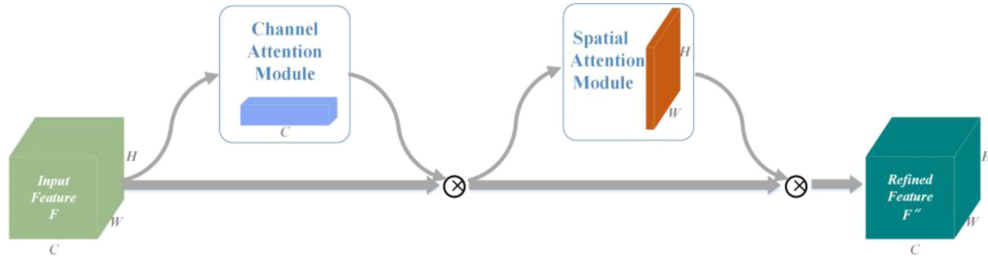 Channel
Attention
Module
C
Spatial
Attention
Module
H
W
Input
Feature
F
H
W
C
Refined
Feature
F″
H
W
C